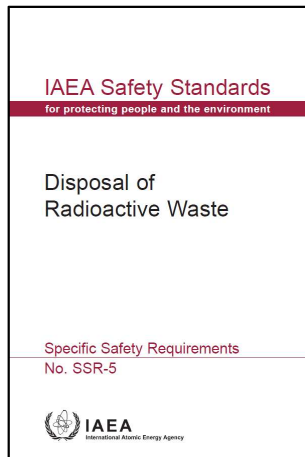 IAEA Safety Standards
for protecting people and the environment
Disposal of
Radioactive Waste
Specific Safety Requirements
No. SSR-5
IAEA
International Atomic Energy Agency